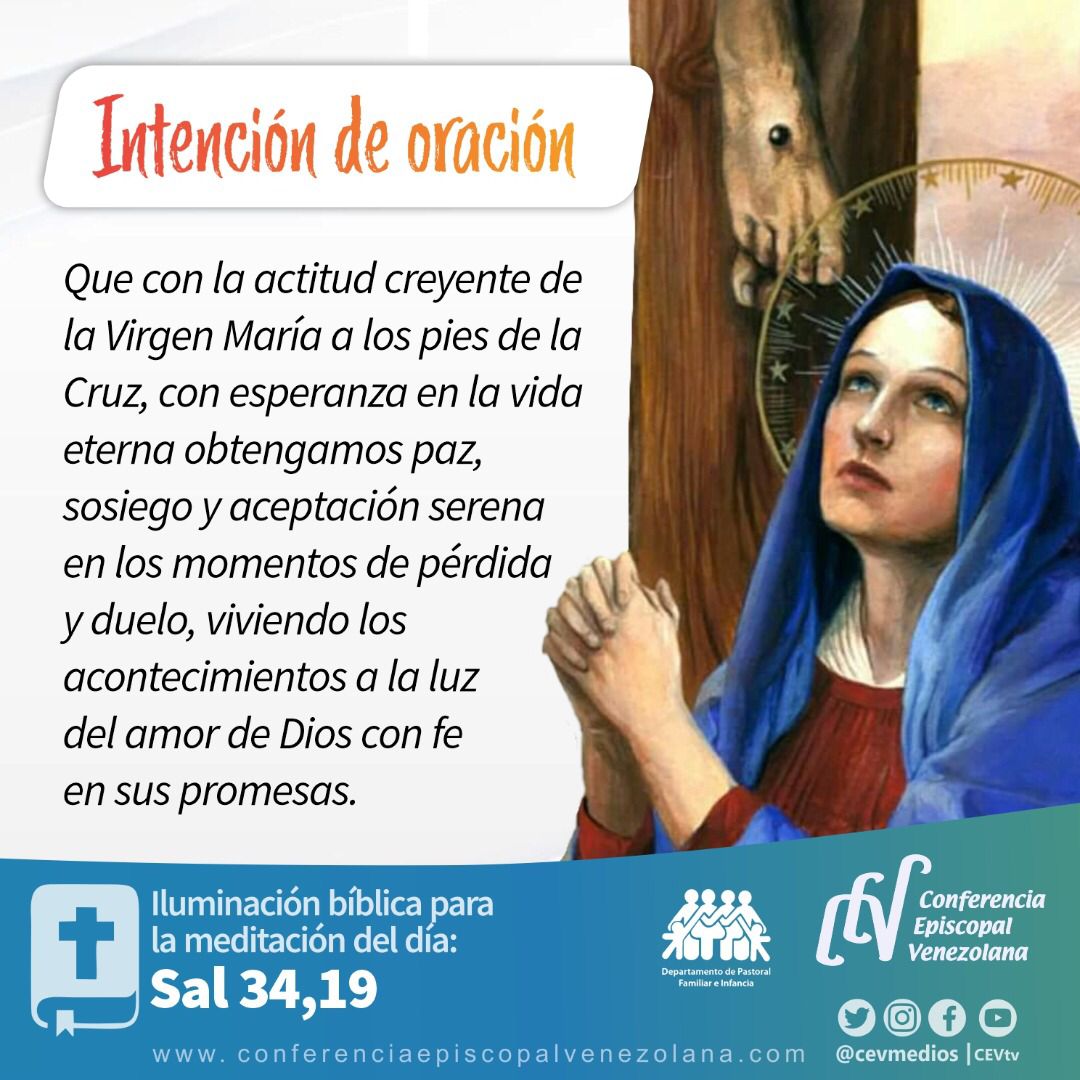 Intención de oración
Que con la actitud creyente de
la Virgen María a los pies de la
Cruz, con esperanza en la vida
eterna obtengamos paz,
sosiego y aceptación serena
en los momentos de pérdida
y duelo, viviendo los
acontecimientos a la luz
del amor de Dios con fe
en sus promesas.
Iluminación bíblica para
la meditación del día:
Sal 34,19
Departamento de Pastoral
Familiar e Infancia
CEV
Conferencia
Episcopal
Venezolana
@cevmedios | CEVtv
www. conferenciaepiscopalvenezolana.com